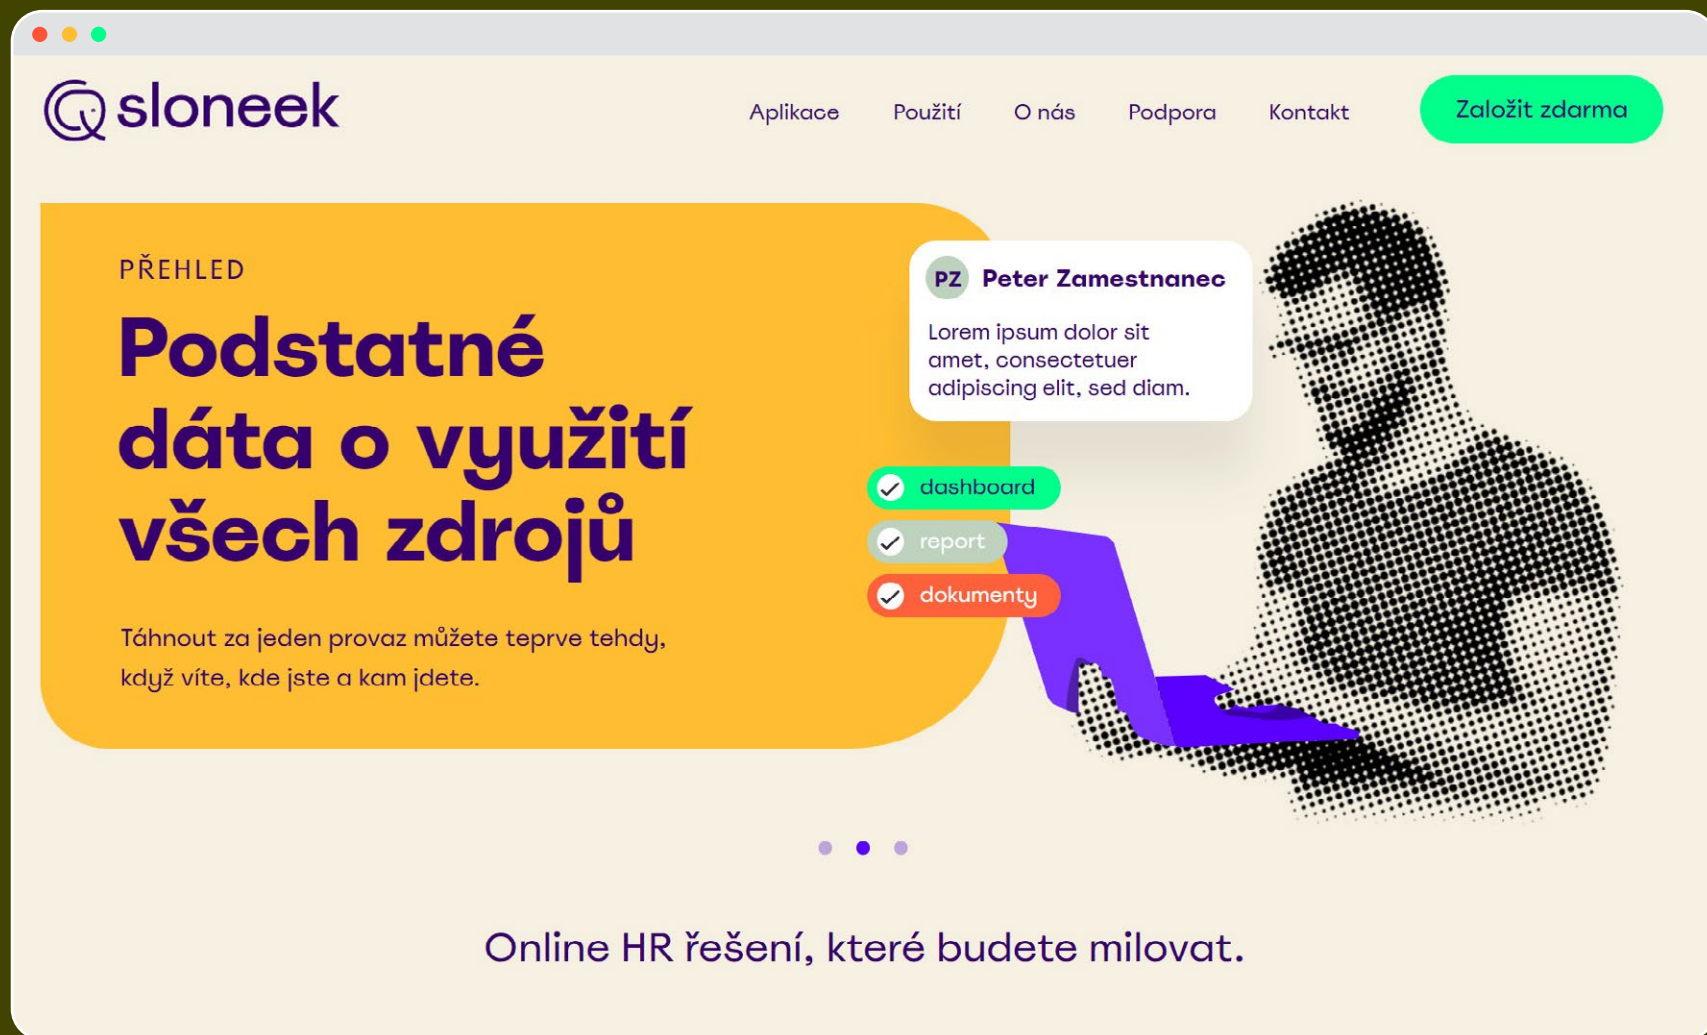 sloneek
Aplikace
Použití
O nás
Podpora
Kontakt
Založit zdarma
PŘEHLED
Podstatné
dáta o využití
všech zdrojů
Táhnout za jeden provaz můžete teprve tehdy,
když víte, kde jste a kam jdete.
PZ Peter Zamestnanec
Lorem ipsum dolor sit
amet, consectetuer
adipiscing elit, sed diam.
dashboard
report
dokumenty
Online HR řešení, které budete milovat.